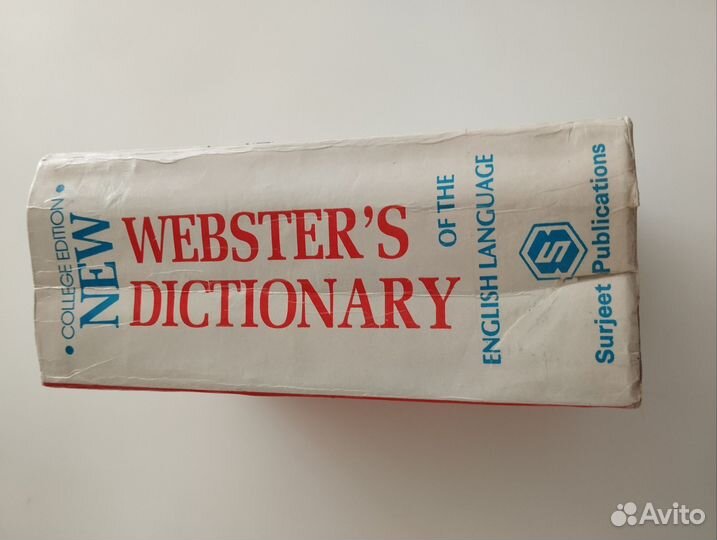 • COLLEGE EDITION •
NEW
WEBSTER'S
DICTIONARY
OF THE
ENGLISH LANGUAGE
S
Surjeet Publications
Avito